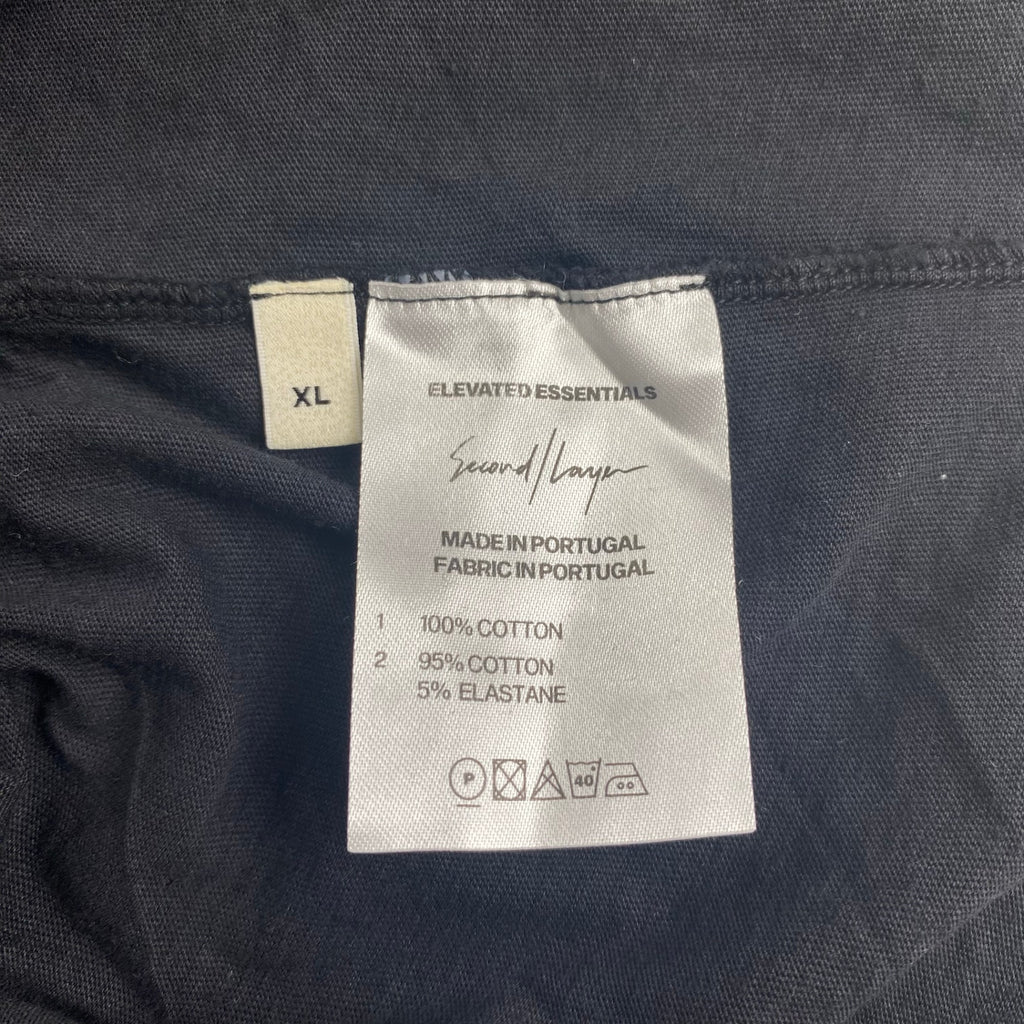 XL
ELEVATED ESSENTIALS
Second/Layer
MADE IN PORTUGAL
FABRIC IN PORTUGAL
1 100% COTTON
2 95% COTTON
5% ELASTANE
P 40